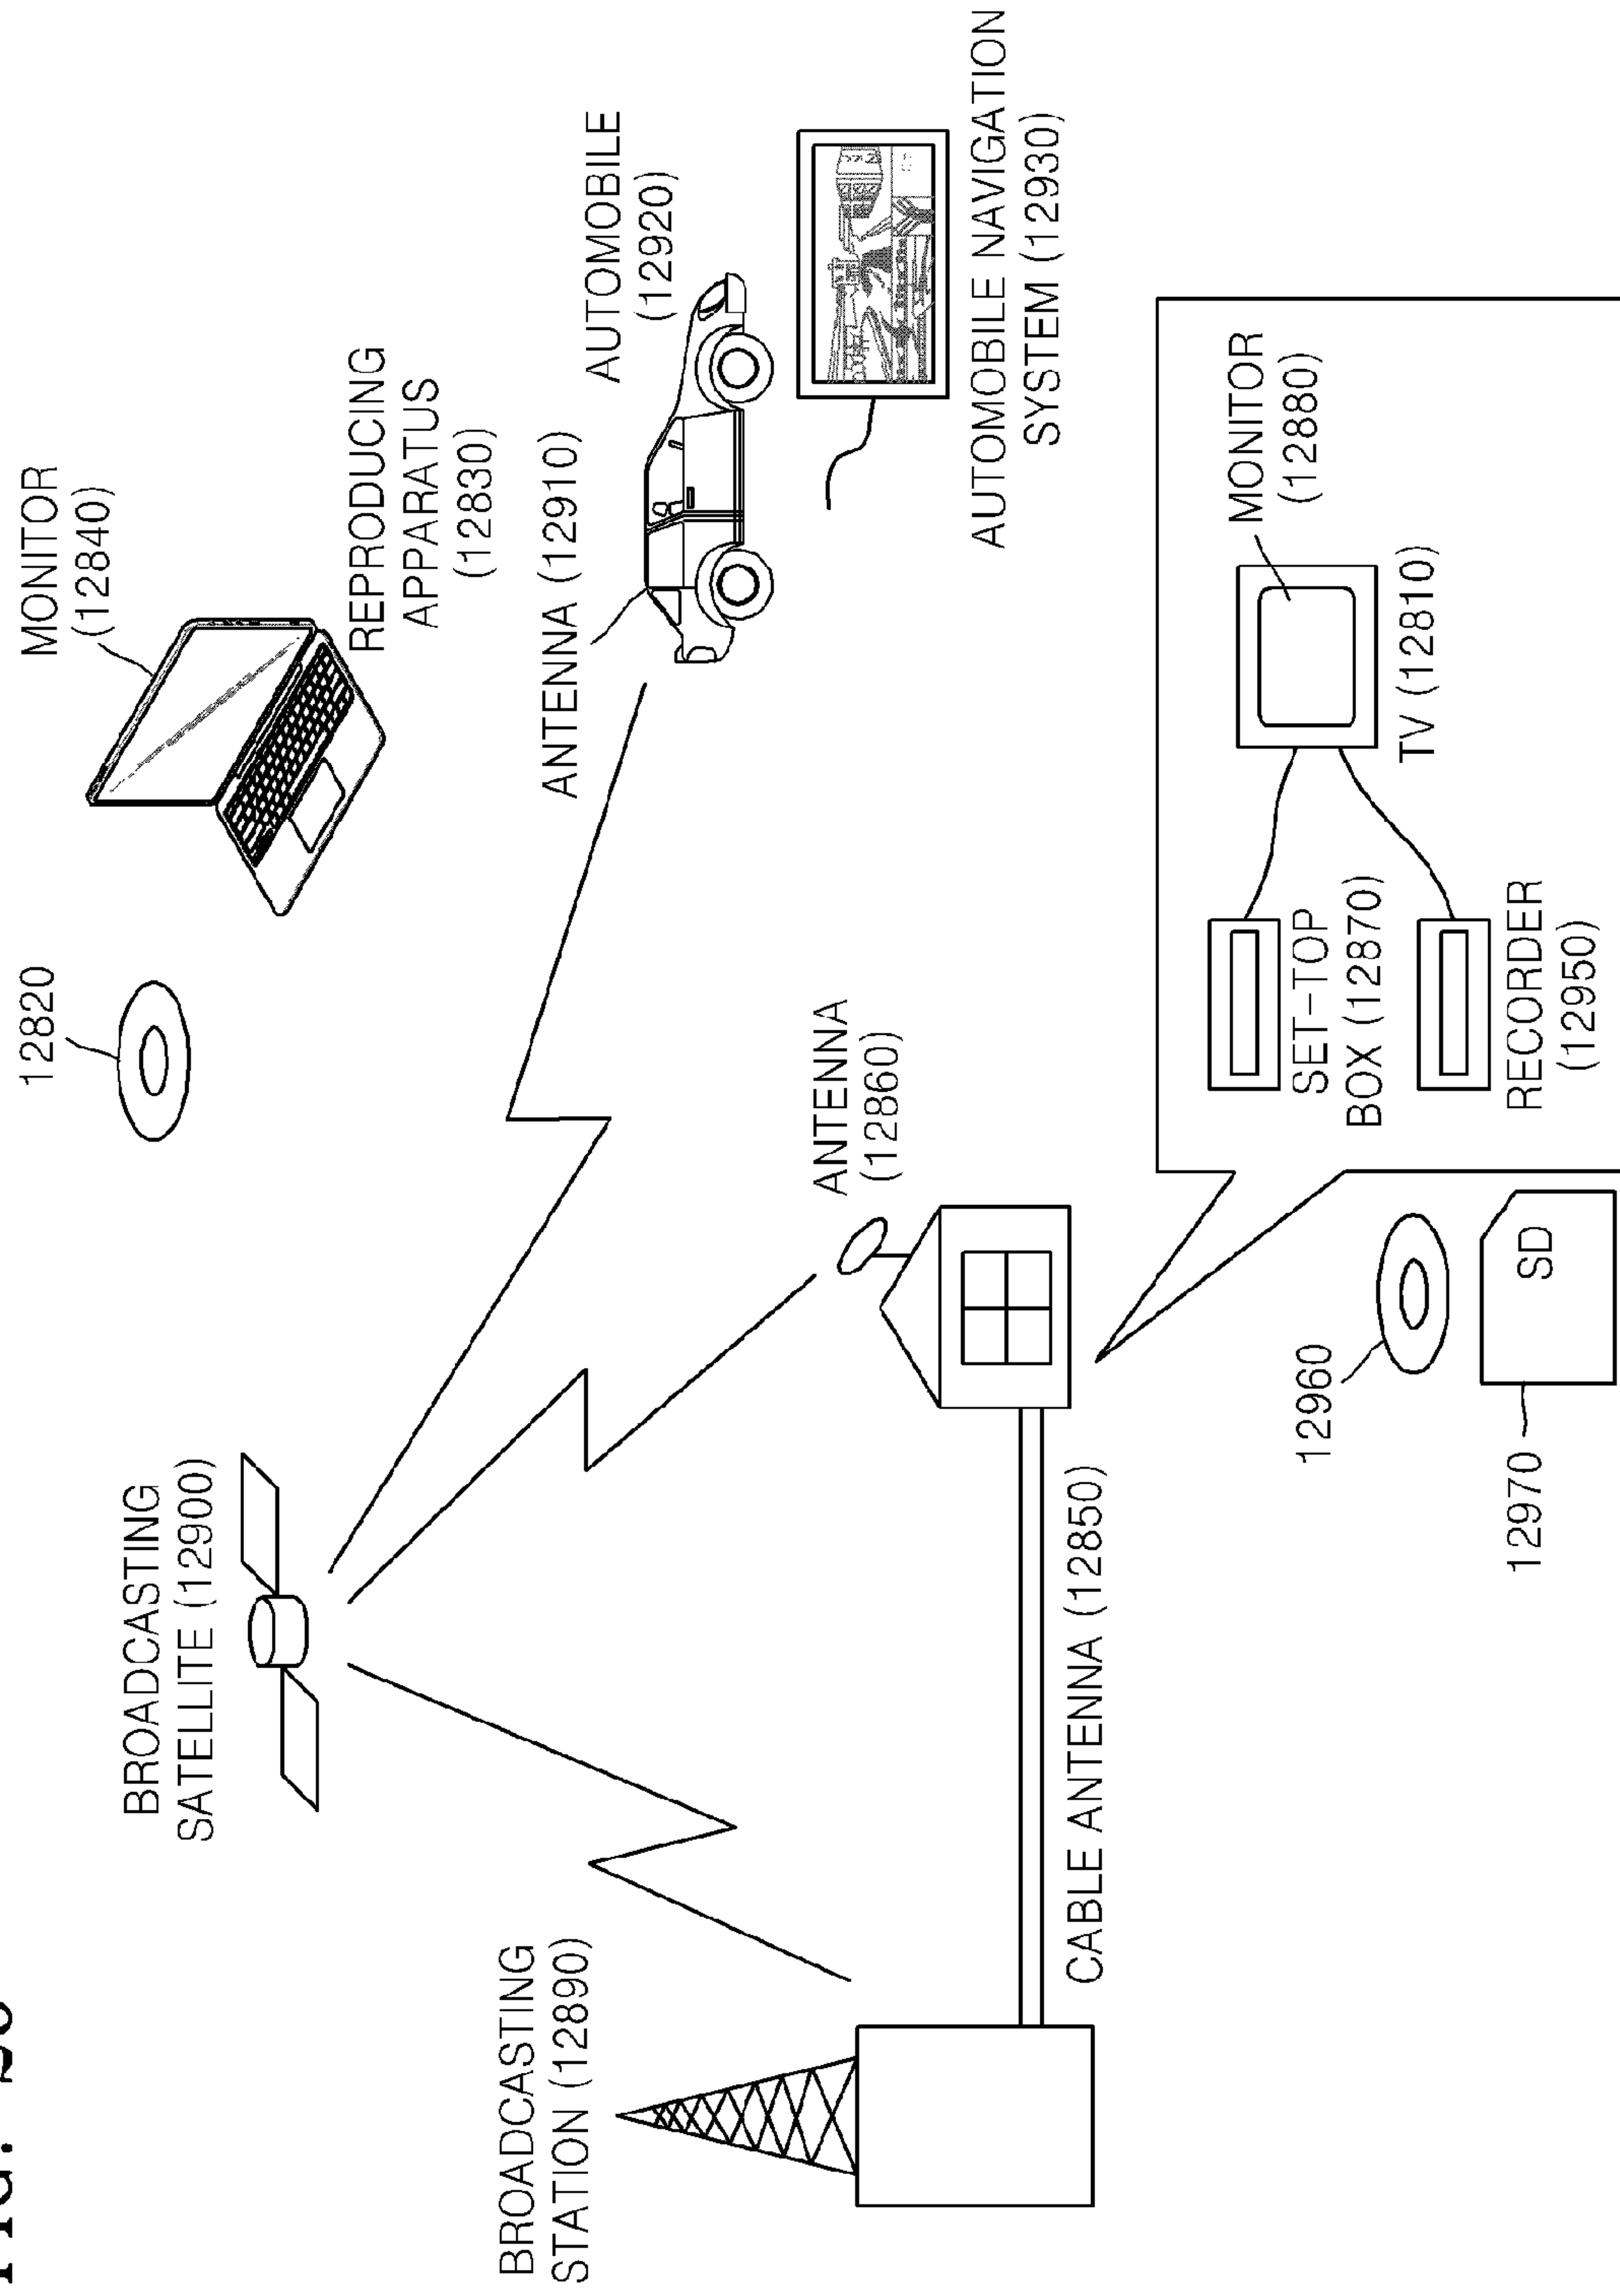 MONITOR
(12840)
12820
REPRODUCING
APPARATUS
(12830)
BROADCASTING
SATELLITE (12900)
ANTENNA (12910)
AUTOMOBILE
(12920)
BROADCASTING
STATION (12890)
ANTENNA
(12860)
AUTOMOBILE NAVIGATION
SYSTEM (12930)
CABLE ANTENNA (12850)
MONITOR
(12880)
SET-TOP
BOX (12870)
TV (12810)
12960
RECORDER
(12950)
SD
12970